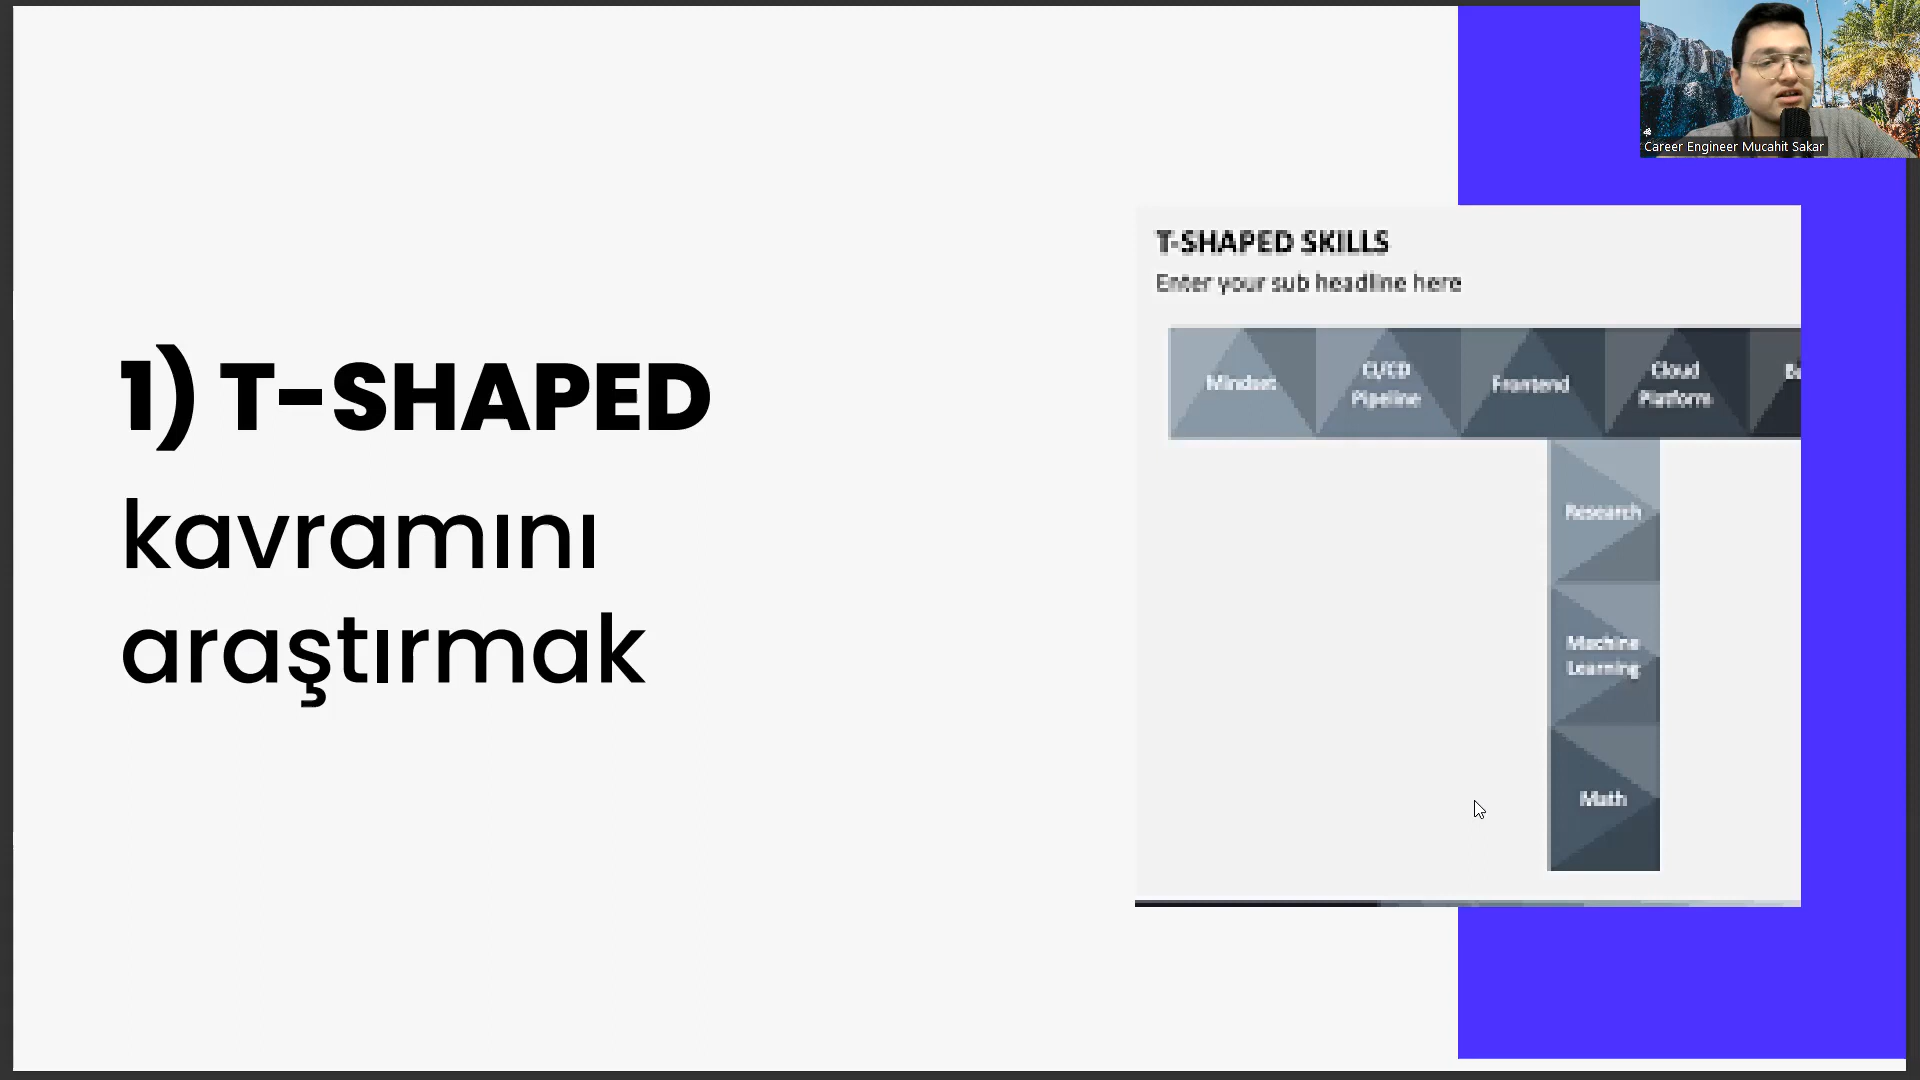 Career Engineer Mucahit Sakar
1) T-SHAPED
kavramını
araştırmak
T-SHAPED SKILLS
Enter your sub headline here
Mindset
CI/CD
Pipeline
Frontend
Cloud
Platform
Research
Machine
Learning
Math